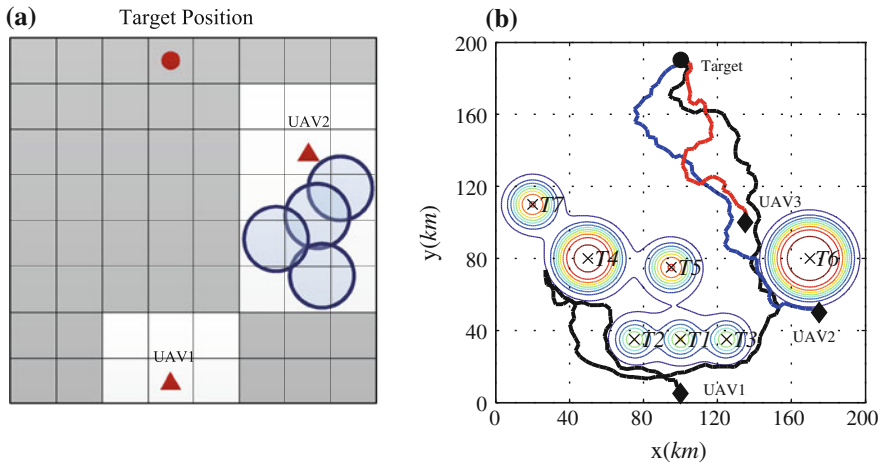 (a)
Target Position
UAV2
UAV1
(b)
200
160
120
80
40
0
y(km)
Target
UAV3
T7
T4
T5
T6
T2
T1
T3
UAV2
UAV1
0
40
80
120
160
200
x(km)